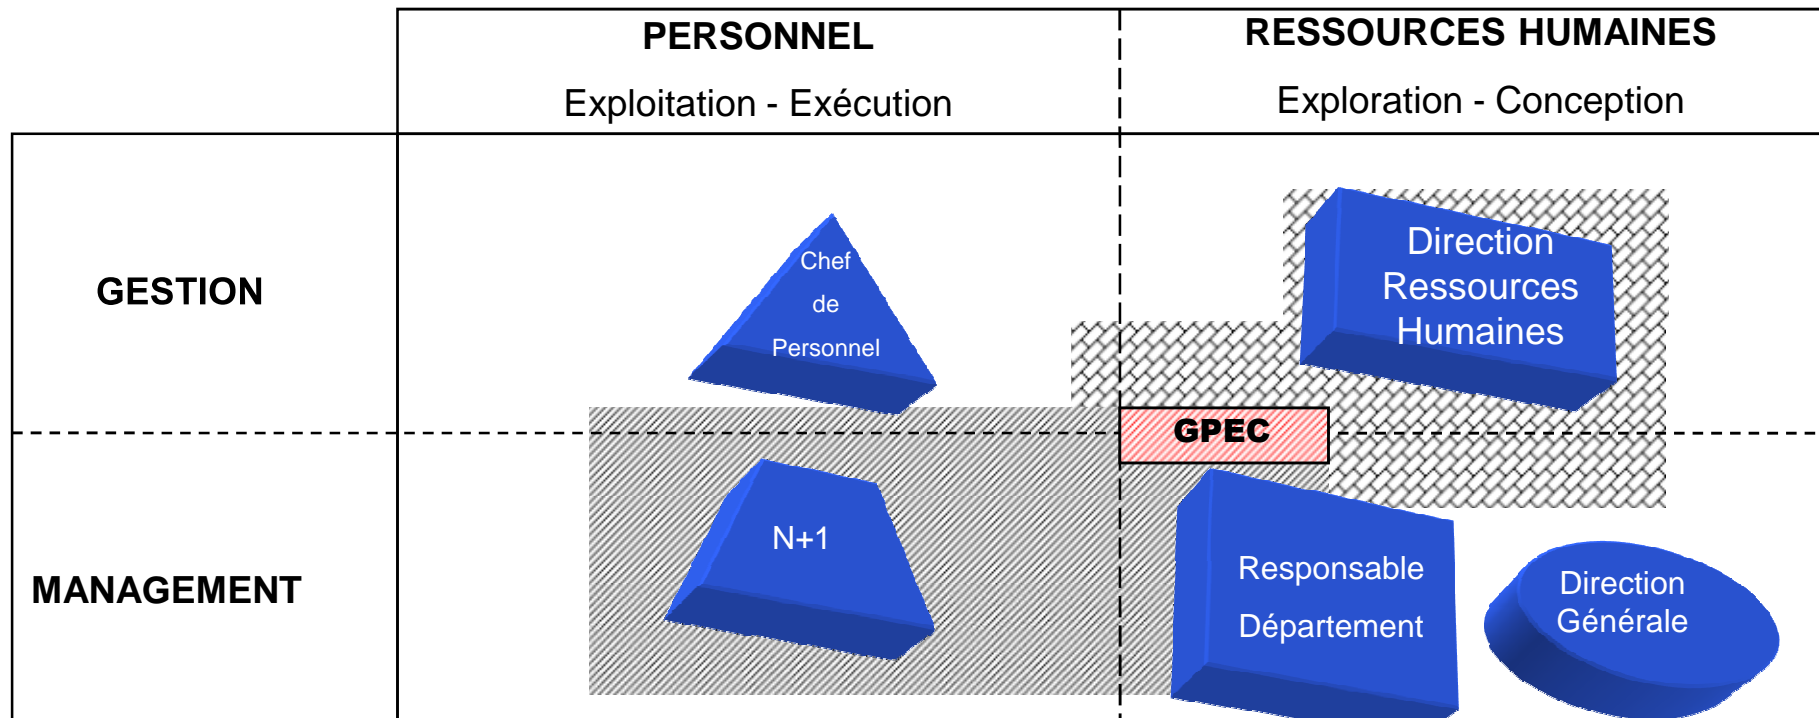 PERSONNEL
Exploitation - Exécution
RESSOURCES HUMAINES
Exploration - Conception
GESTION
Chef
de
Personnel
Direction
Ressources
Humaines
GPEC
MANAGEMENT
N+1
Responsable
Département
Direction
Générale